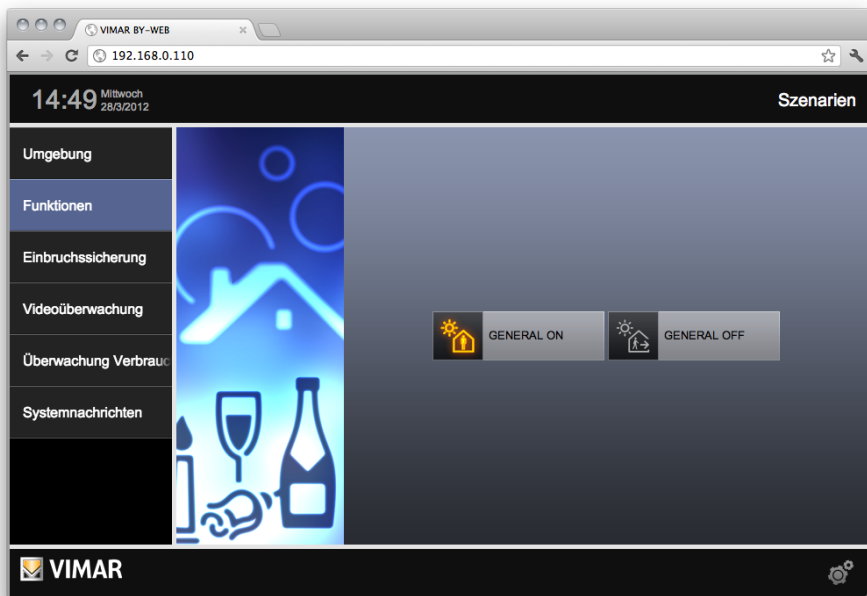 VIMAR BY-WEB
192.168.0.110
14:49 Mittwoch
28/3/2012
Szenarien
Umgebung
Funktionen
Einbruchssicherung
Videoüberwachung
Überwachung Verbrauc
Systemnachrichten
GENERAL ON
GENERAL OFF
VIMAR